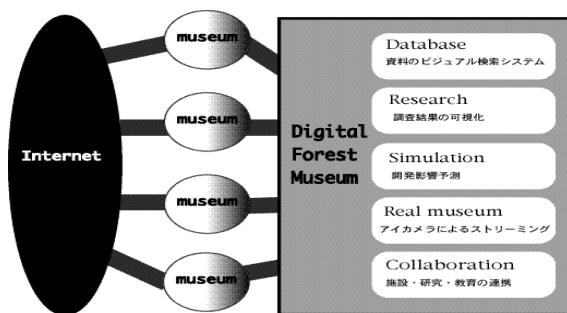 Internet
museum
museum
museum
museum
Digital
Forest
Museum
Database
資料のビジュアル検索システム
Research
調査結果の可視化
Simulation
開発影響予測
Real museum
アイカメラによるストリーミング
Collaboration
施設・研究・教育の連携